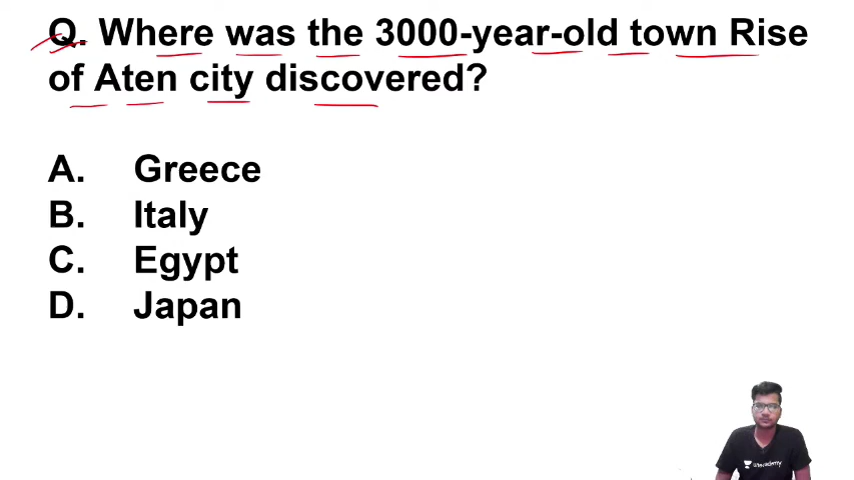 Q. Where was the 3000-year-old town Rise
of Aten city discovered?
A. Greece
B. Italy
C. Egypt
D. Japan